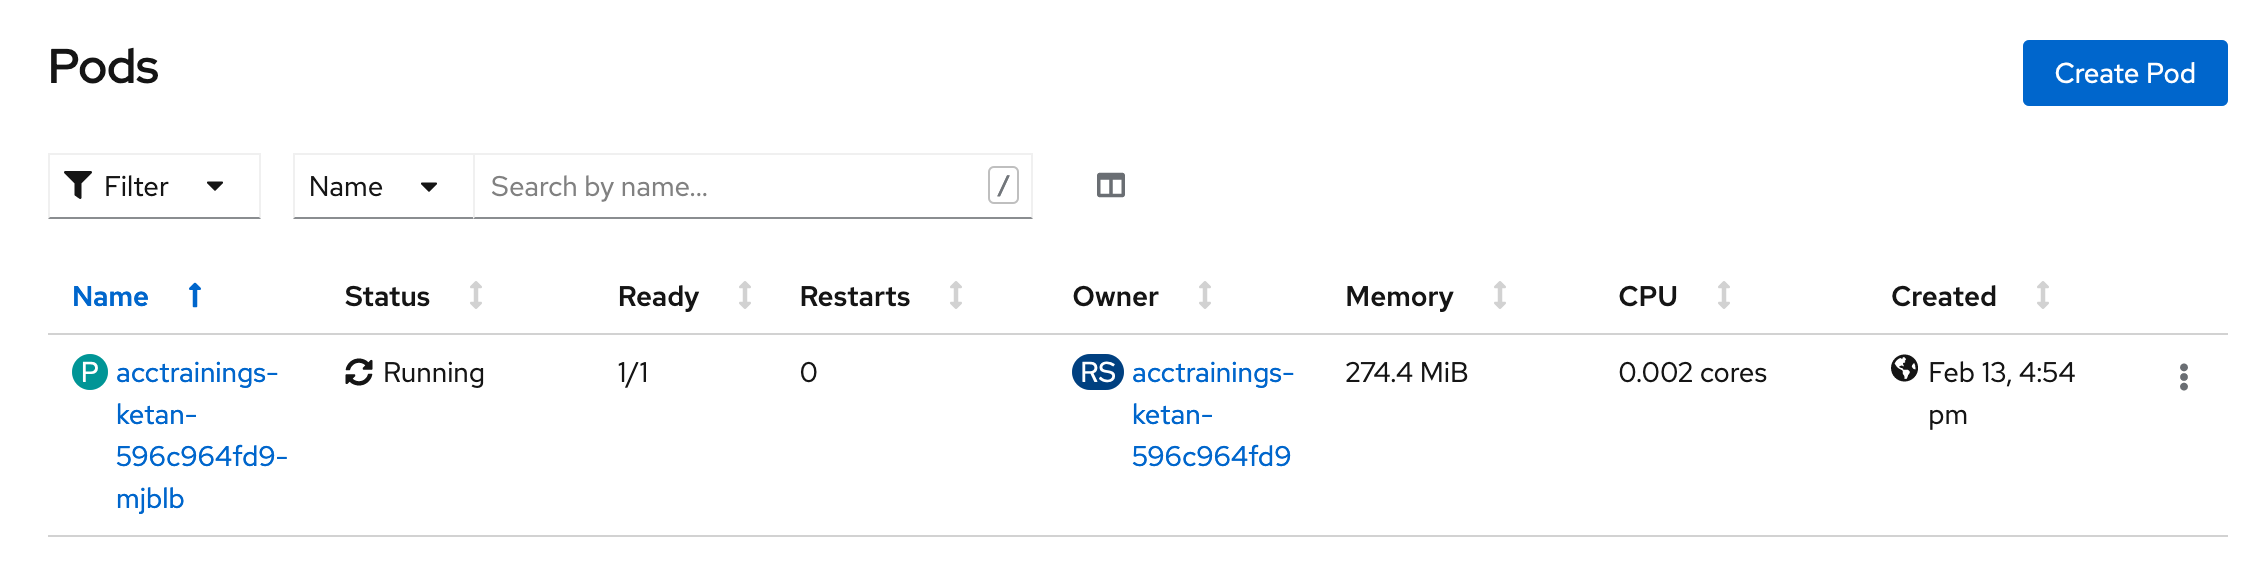 Pods
Create Pod
Filter
Name
Search by name...
/
Name Status Ready Restarts Owner Memory CPU Created
P acctrainings- Running 1/1 0 RS acctrainings- 274.4 MiB 0.002 cores Feb 13, 4:54
ketan- ketan- pm
596c964fd9- 596c964fd9
mjblb